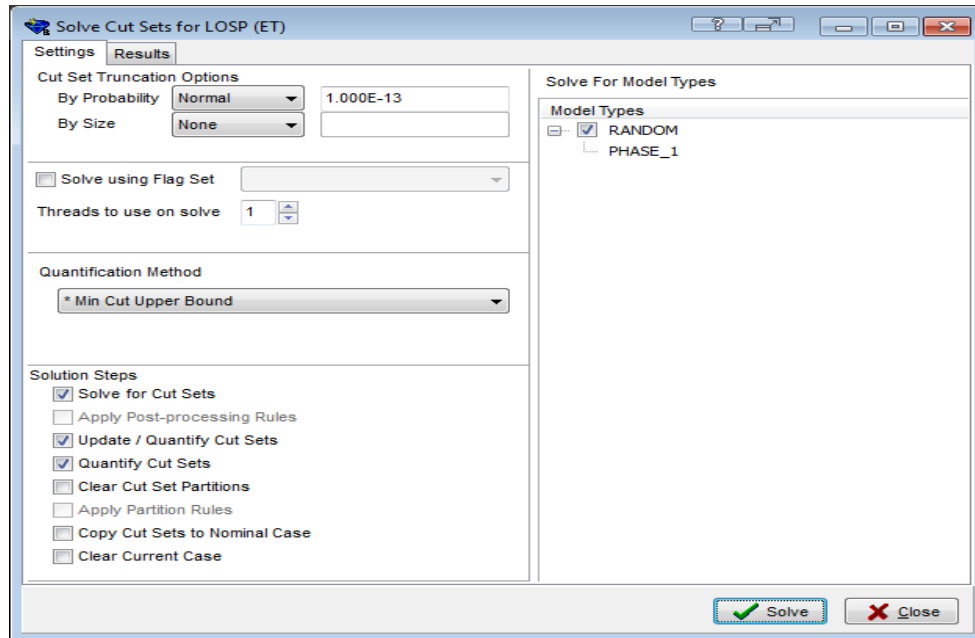 Solve Cut Sets for LOSP (ET)
Settings
Results
Cut Set Truncation Options
By Probability Normal 1.000E-13
By Size None
Solve using Flag Set
Threads to use on solve 1
Quantification Method
* Min Cut Upper Bound
Solution Steps
Solve for Cut Sets
Apply Post-processing Rules
Update / Quantify Cut Sets
Quantify Cut Sets
Clear Cut Set Partitions
Apply Partition Rules
Copy Cut Sets to Nominal Case
Clear Current Case
Solve For Model Types
Model Types
RANDOM
PHASE_1
Solve
Close